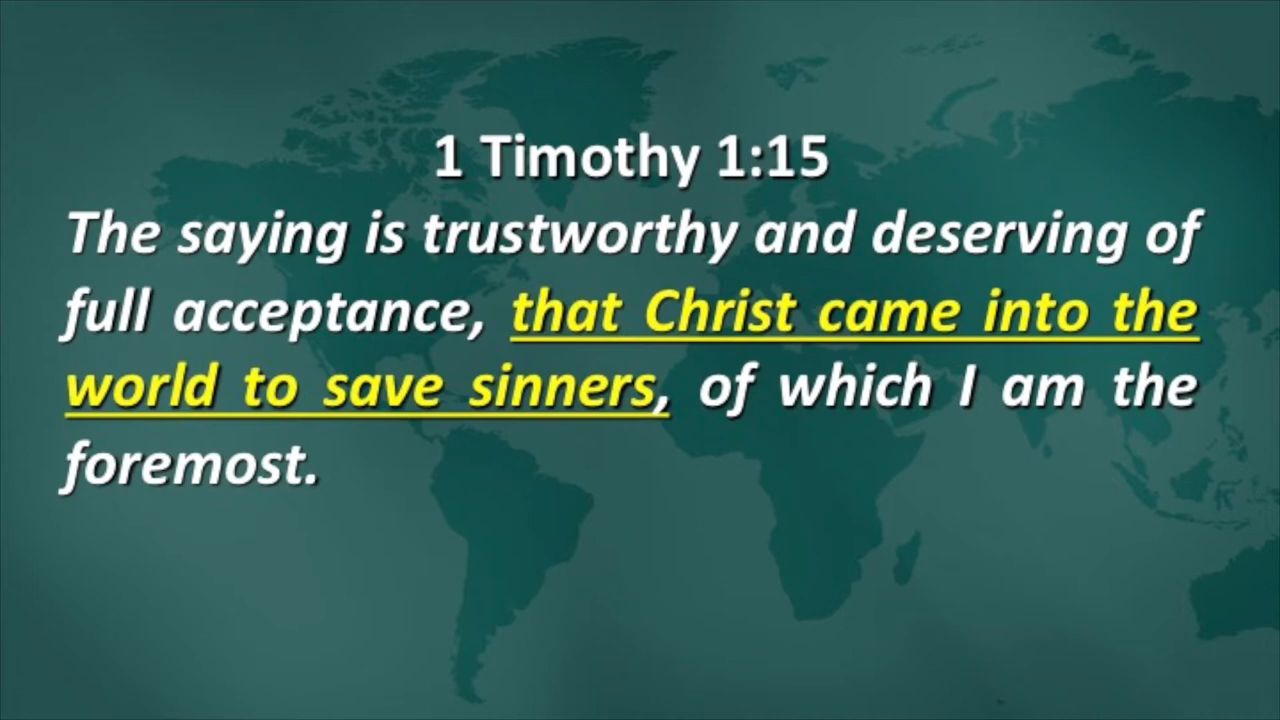 1 Timothy 1:15
The saying is trustworthy and deserving of
full acceptance, that Christ came into the
world to save sinners, of which I am the
foremost.